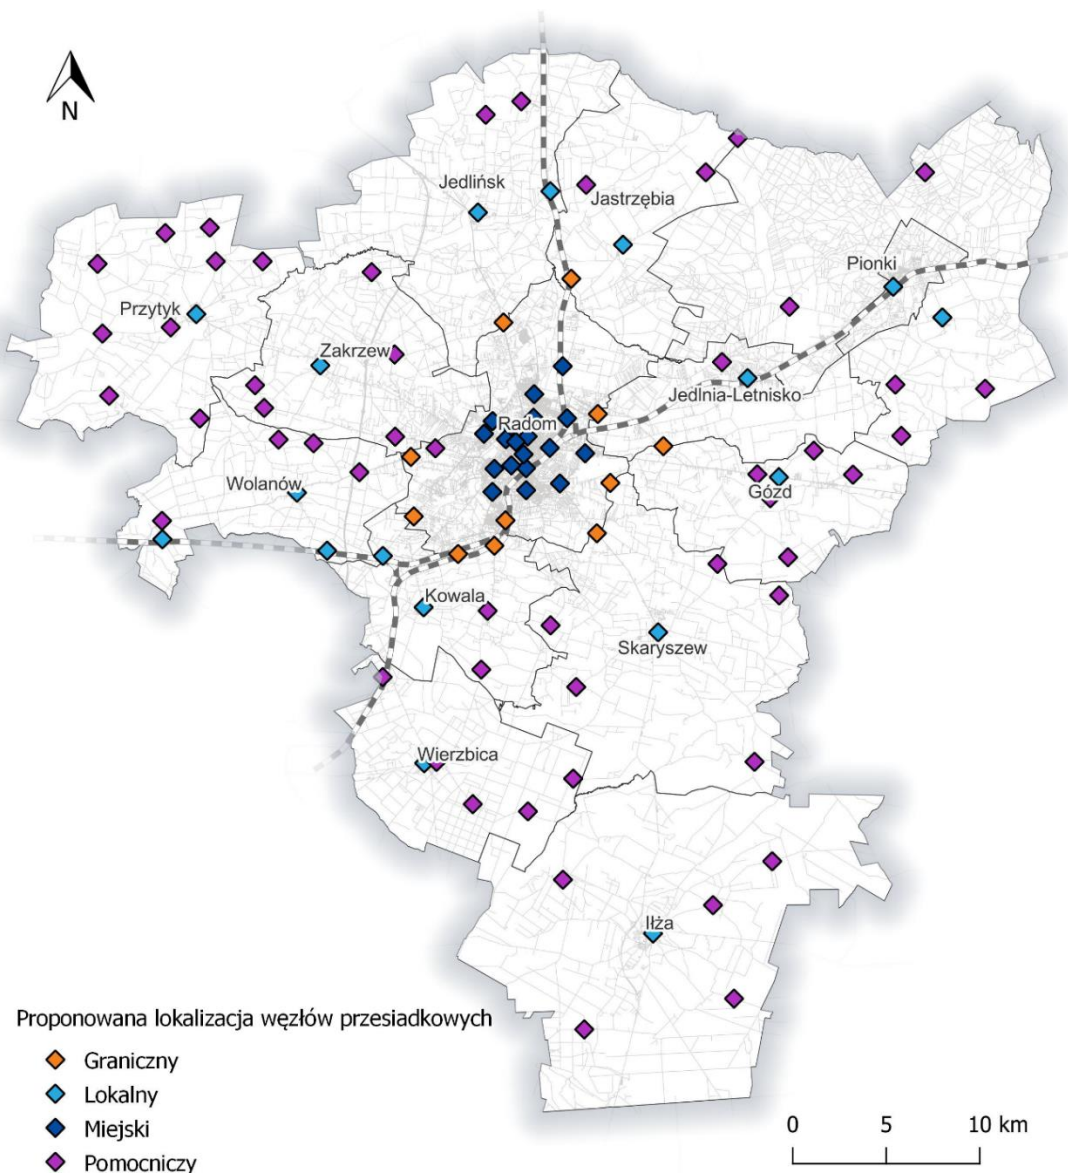 N
Jedlińsk
Jastrzębia
Pionki
Przytyk
Zakrzew
Jedlnia-Letnisko
Radom
Wolanów
Gózd
Kowala
Skaryszew
Wierzbica
Iłża
Proponowana lokalizacja węzłów przesiadkowych
Graniczny
Lokalny
Miejski
Pomocniczy
0 5 10 km